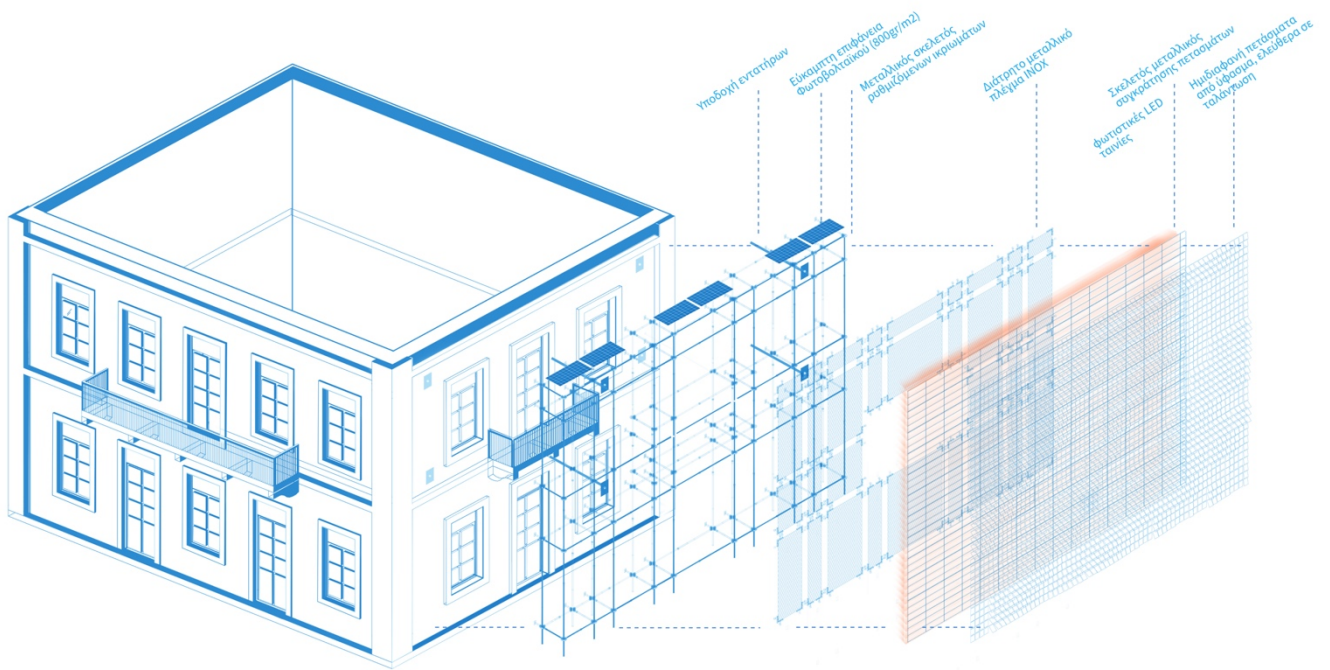 Υποδοχή εντατήρων
Εύκαμπτη επιφάνεια
Φωτοβολταϊκού (800gr/m2)
Μεταλλικός σκελετός
ρυθμιζόμενων ικριωμάτων
Διάτρητο μεταλλικό
πλέγμα INOX
Σκελετός μεταλλικός
συγκράτησης πετασμάτων
φωτιστικές LED
ταινίες
Ημιδιαφανή πετάσματα
από ύφασμα, ελεύθερα σε
ταλάντωση